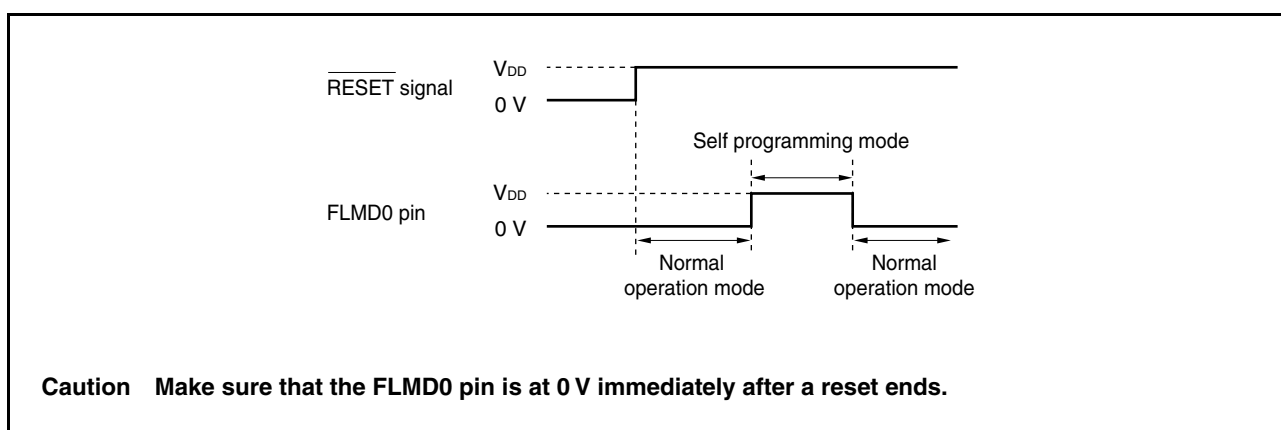 VDD
RESET signal
0 V
Self programming mode
VDD
FLMD0 pin
0 V
Normal
operation mode
Normal
operation mode
Caution Make sure that the FLMD0 pin is at 0 V immediately after a reset ends.